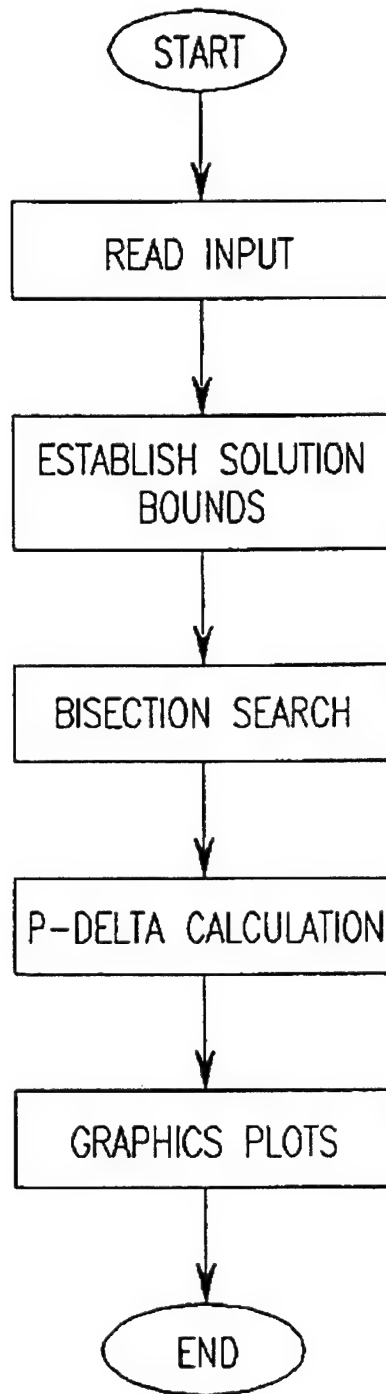 START
READ INPUT
ESTABLISH SOLUTION
BOUNDS
BISECTION SEARCH
P-DELTA CALCULATION
GRAPHICS PLOTS
END